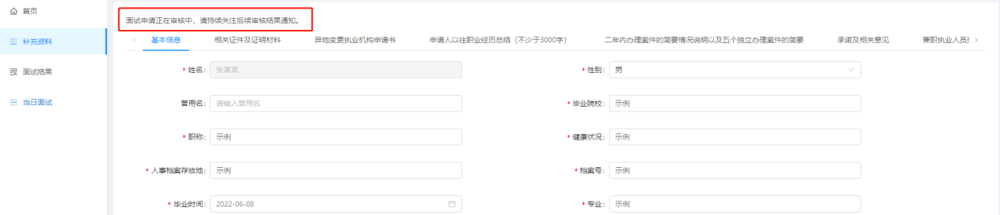 首页
补充资料
面试结果
当日面试
面试申请正在审核中，请持续关注后续审核结果通知。
< 基本信息 相关证件及证明材料 异地变更执业机构申请书 申请人以往职业经历总结（不少于3000字） 二年内办理案件的简要情况说明以及五个独立办理案件的简要 承诺及相关意见 兼职执业人员 >
* 姓名： 张某某 * 性别： 男
曾用名： 请输入曾用名 * 毕业院校： 示例
* 职称： 示例 * 健康状况： 示例
* 人事档案存放地： 示例 * 档案号： 示例
* 毕业时间： 2022-06-08 * 专业： 示例